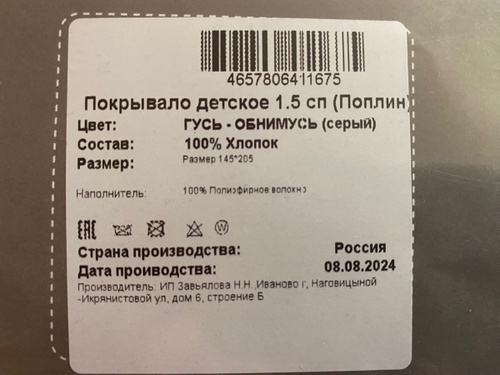 4657806411675
Покрывало детское 1.5 сп (Поплин)
Цвет: ГУСЬ - ОБНИМУСЬ (серый)
Состав: 100% Хлопок
Размер: Размер 145*205
Наполнитель: 100% Полиэфирное волокно
EAC W
Страна производства: Россия
Дата проиводства: 08.08.2024
Производитель: ИП Завьялова Н.Н.,Иваново г, Наговицыной
-Икрянистовой ул, дом 6, строение Б